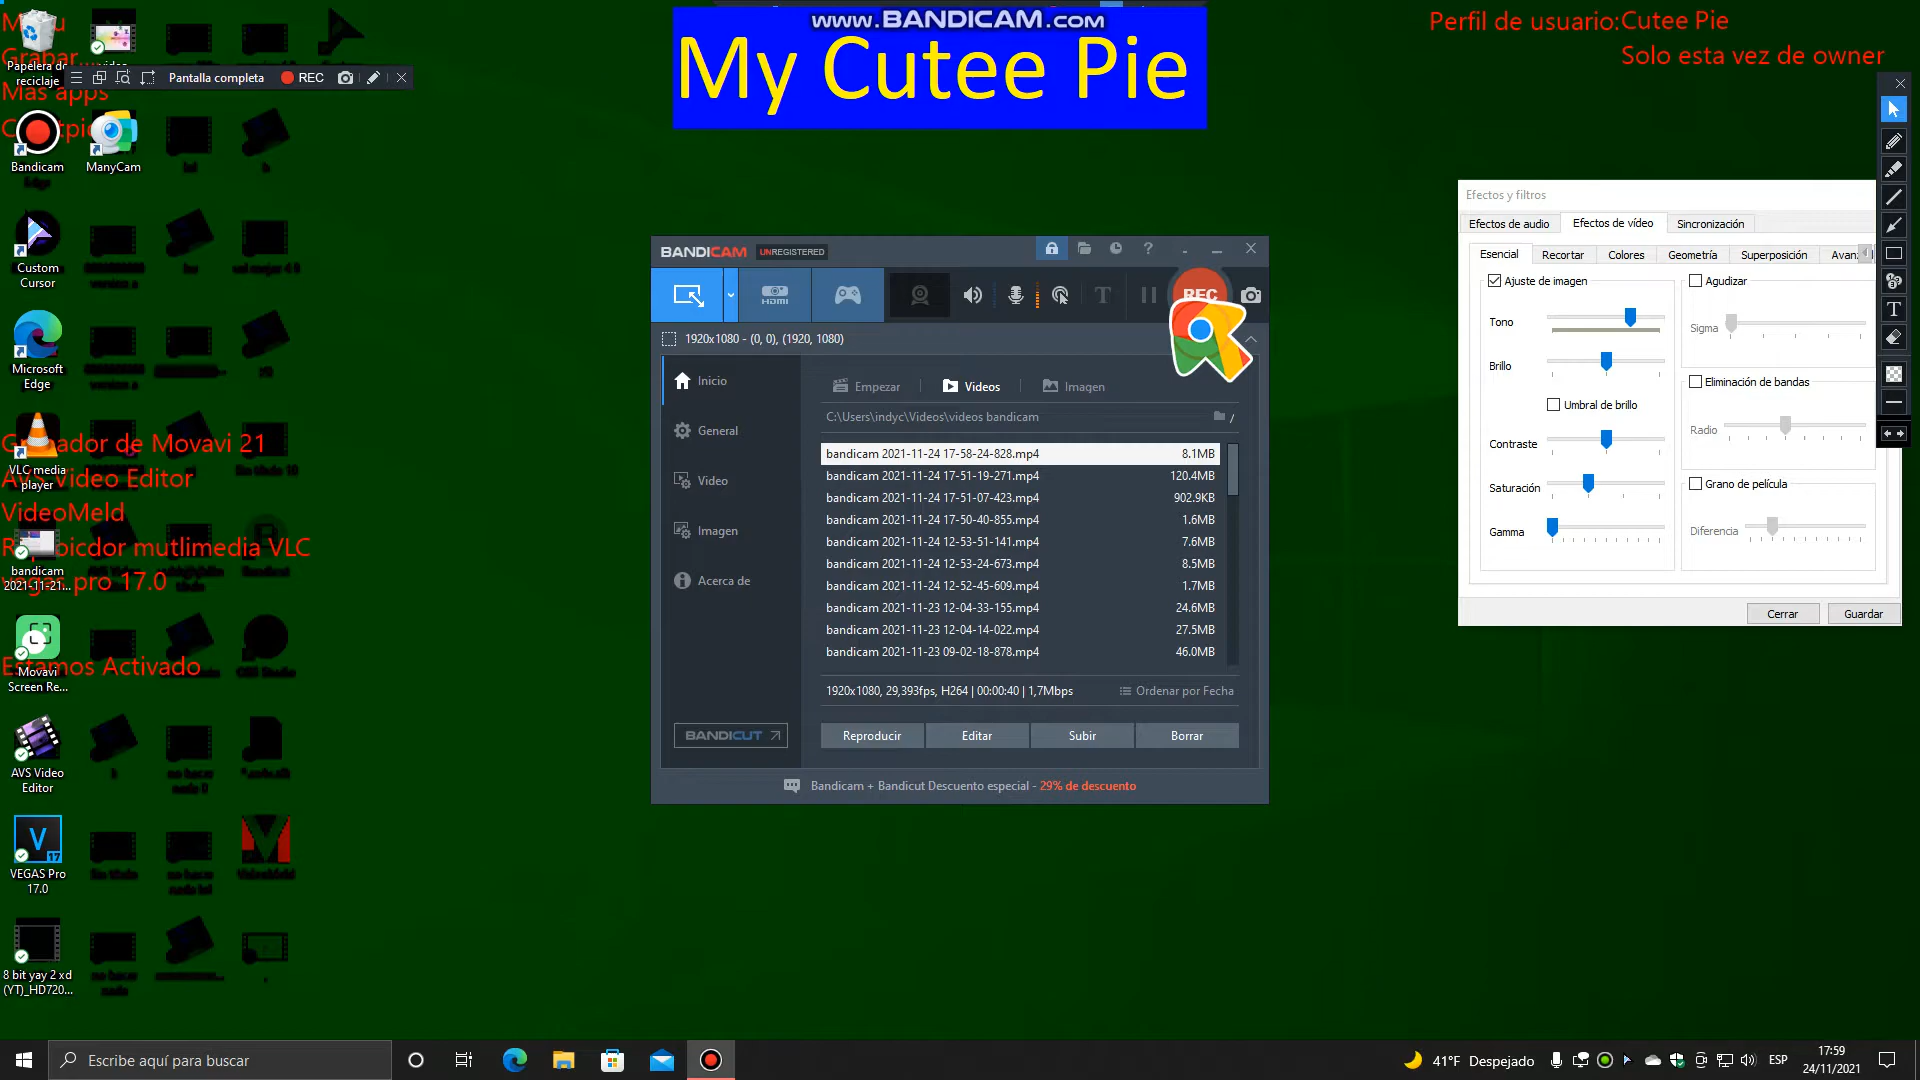 www.BANDICAM.com
My Cutee Pie
Perfil de usuario:Cutee Pie
Solo esta vez de owner
Menu
Grabar...
Mas apps
Papelera de
reciclaje
Pantalla completa
REC
Bandicam
ManyCam
Custom
Cursor
Microsoft
Edge
VLC media
player
Grabador de Movavi 21
AVS Video Editor
VideoMeld
vegas pro 17.0
Estamos Activado
bandicam
2021-11-21...
Movavi
Screen Re...
AVS Video
Editor
VEGAS Pro
17.0
8 bit yay 2 xd
(YT)_HD720...
BANDICAM UNREGISTERED
HDMI
REC
1920x1080 - (0, 0), (1920, 1080)
Inicio
General
Video
Imagen
Acerca de
BANDICUT
Empezar
Videos
Imagen
C:\Users\indyc\Videos\videos bandicam
bandicam 2021-11-24 17-58-24-828.mp4 8.1MB
bandicam 2021-11-24 17-51-19-271.mp4 120.4MB
bandicam 2021-11-24 17-51-07-423.mp4 902.9KB
bandicam 2021-11-24 17-50-40-855.mp4 1.6MB
bandicam 2021-11-24 12-53-51-141.mp4 7.6MB
bandicam 2021-11-24 12-53-24-673.mp4 8.5MB
bandicam 2021-11-24 12-52-45-609.mp4 1.7MB
bandicam 2021-11-23 12-04-33-155.mp4 24.6MB
bandicam 2021-11-23 12-04-14-022.mp4 27.5MB
bandicam 2021-11-23 09-02-18-878.mp4 46.0MB
1920x1080, 29,393fps, H264 | 00:00:40 | 1,7Mbps
Ordenar por Fecha
Reproducir
Editar
Subir
Borrar
Bandicam + Bandicut Descuento especial - 29% de descuento
Efectos y filtros
Efectos de audio
Efectos de vídeo
Sincronización
Esencial
Recortar
Colores
Geometría
Superposición
Ajuste de imagen
Tono
Brillo
Umbral de brillo
Contraste
Saturación
Gamma
Agudizar
Sigma
Eliminación de bandas
Radio
Grano de película
Diferencia
Cerrar
Guardar
Escribe aquí para buscar
41°F Despejado
ESP
17:59
24/11/2021